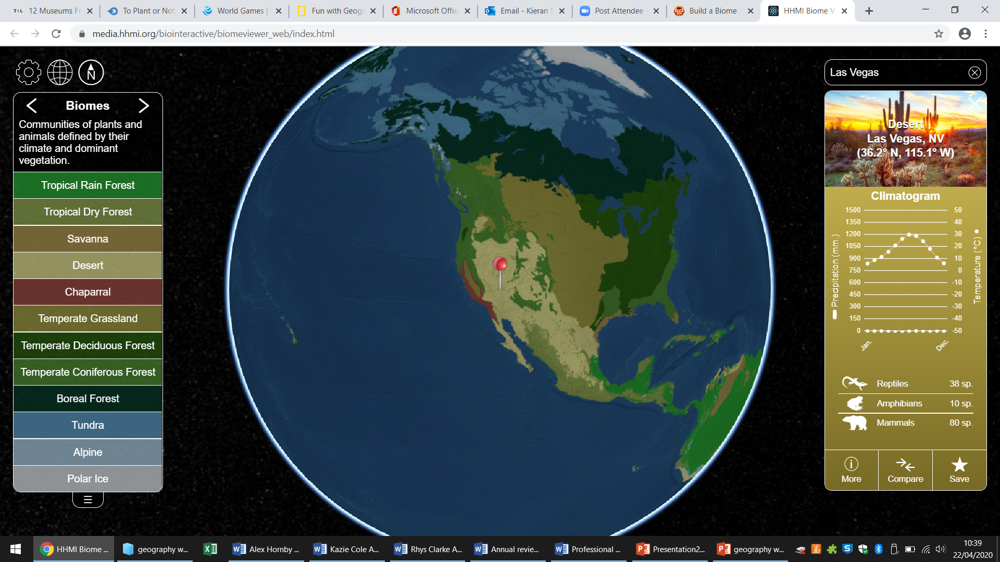 T+L 12 Museums Fr
To Plant or Not
World Games |
Fun with Geogr
Microsoft Offic
Email - Kieran S
Post Attendee -
Build a Biome
HHMI Biome Vi
media.hhmi.org/biointeractive/biomeviewer_web/index.html
N
Biomes
Communities of plants and
animals defined by their
climate and dominant
vegetation.
Tropical Rain Forest
Tropical Dry Forest
Savanna
Desert
Chaparral
Temperate Grassland
Temperate Deciduous Forest
Temperate Coniferous Forest
Boreal Forest
Tundra
Alpine
Polar Ice
Las Vegas
Desert
Las Vegas, NV
(36.2° N, 115.1° W)
Climatogram
Precipitation (mm.)
Temperature (°C)
1500 50
1350 40
1200 30
1050 20
900 10
750 0
600 -10
450 -20
300 -30
150 -40
0 -50
Jan. Dec.
Reptiles 38 sp.
Amphibians 10 sp.
Mammals 80 sp.
More Compare Save
HHMI Biome ...
geography w...
Alex Hornby ...
Kazie Cole A...
Rhys Clarke A...
Annual revie...
Professional ...
Presentation2...
geography w...
10:39
22/04/2020